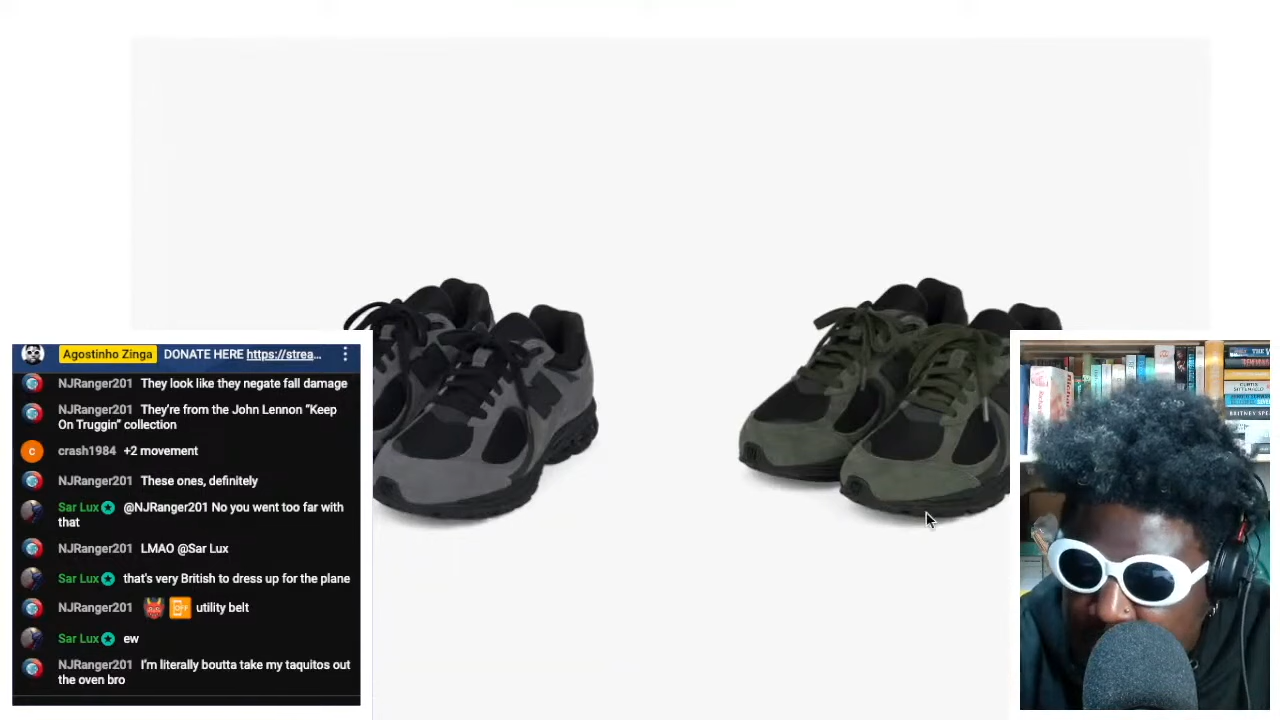 Agostinho Zinga DONATE HERE https://strea...
NJRanger201 They look like they negate fall damage
NJRanger201 They're from the John Lennon "Keep
On Truggin" collection
c crash1984 +2 movement
NJRanger201 These ones, definitely
Sar Lux @NJRanger201 No you went too far with
that
NJRanger201 LMAO @Sar Lux
Sar Lux that's very British to dress up for the plane
NJRanger201 👹 📴 utility belt
Sar Lux ew
NJRanger201 I'm literally boutta take my taquitos out
the oven bro
CURTIS
SITTENFELD
BRITNEY